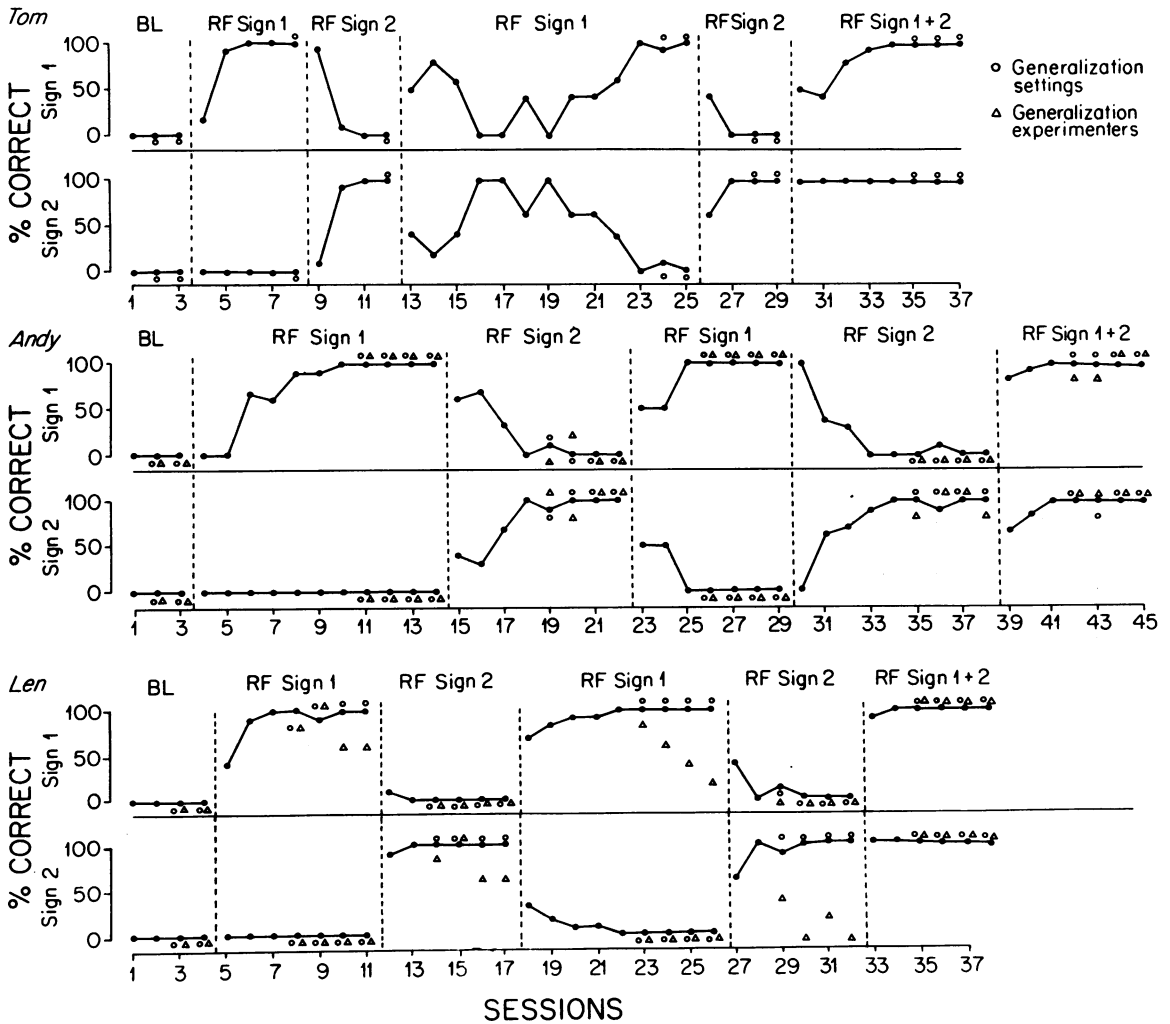 Tom
BL RF Sign 1 RF Sign 2 RF Sign 1 RF Sign 2 RF Sign 1 + 2
% CORRECT
Sign 1
100
50
0
Generalization settings
Generalization experimenters
Sign 2
100
50
0
1 3 5 7 9 11 13 15 17 19 21 23 25 27 29 31 33 35 37
Andy
BL RF Sign 1 RF Sign 2 RF Sign 1 RF Sign 2 RF Sign 1 + 2
% CORRECT
Sign 1
100
50
0
Sign 2
100
50
0
1 3 5 7 9 11 13 15 17 19 21 23 25 27 29 31 33 35 37 39 41 43 45
Len
BL RF Sign 1 RF Sign 2 RF Sign 1 RF Sign 2 RF Sign 1 + 2
% CORRECT
Sign 1
100
50
0
Sign 2
100
50
0
1 3 5 7 9 11 13 15 17 19 21 23 25 27 29 31 33 35 37
SESSIONS